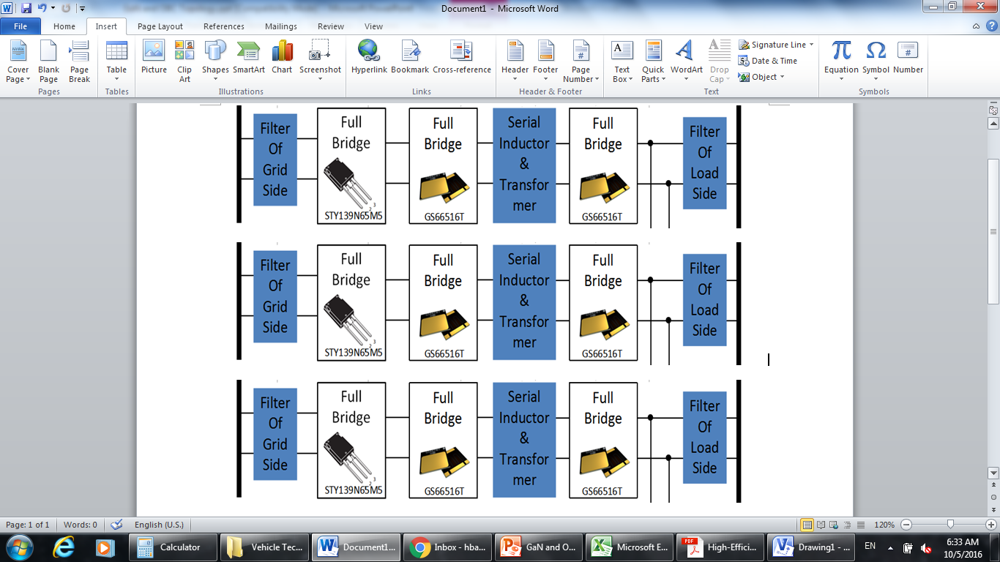 Document1 - Microsoft Word
File Home Insert Page Layout References Mailings Review View
Cover Page
Blank Page
Page Break
Table
Picture
Clip Art
Shapes
SmartArt
Chart
Screenshot
Hyperlink
Bookmark
Cross-reference
Header
Footer
Page Number
Text Box
Quick Parts
WordArt
Drop Cap
Signature Line
Date & Time
Object
Equation
Symbol
Number
Pages Tables Illustrations Links Header & Footer Text Symbols
Filter
Of
Grid
Side
Full
Bridge
STY139N65M5
Full
Bridge
GS66516T
Serial
Inductor
&
Transfor
mer
Full
Bridge
GS66516T
Filter
Of
Load
Side
Filter
Of
Grid
Side
Full
Bridge
STY139N65M5
Full
Bridge
GS66516T
Serial
Inductor
&
Transfor
mer
Full
Bridge
GS66516T
Filter
Of
Load
Side
Filter
Of
Grid
Side
Full
Bridge
STY139N65M5
Full
Bridge
GS66516T
Serial
Inductor
&
Transfor
mer
Full
Bridge
GS66516T
Filter
Of
Load
Side
Page: 1 of 1 Words: 0 English (U.S.) 120%
Calculator
Vehicle Tec...
Document1...
Inbox - hba...
GaN and O...
Microsoft E...
High-Effici...
Drawing1 - ...
EN
6:33 AM
10/5/2016